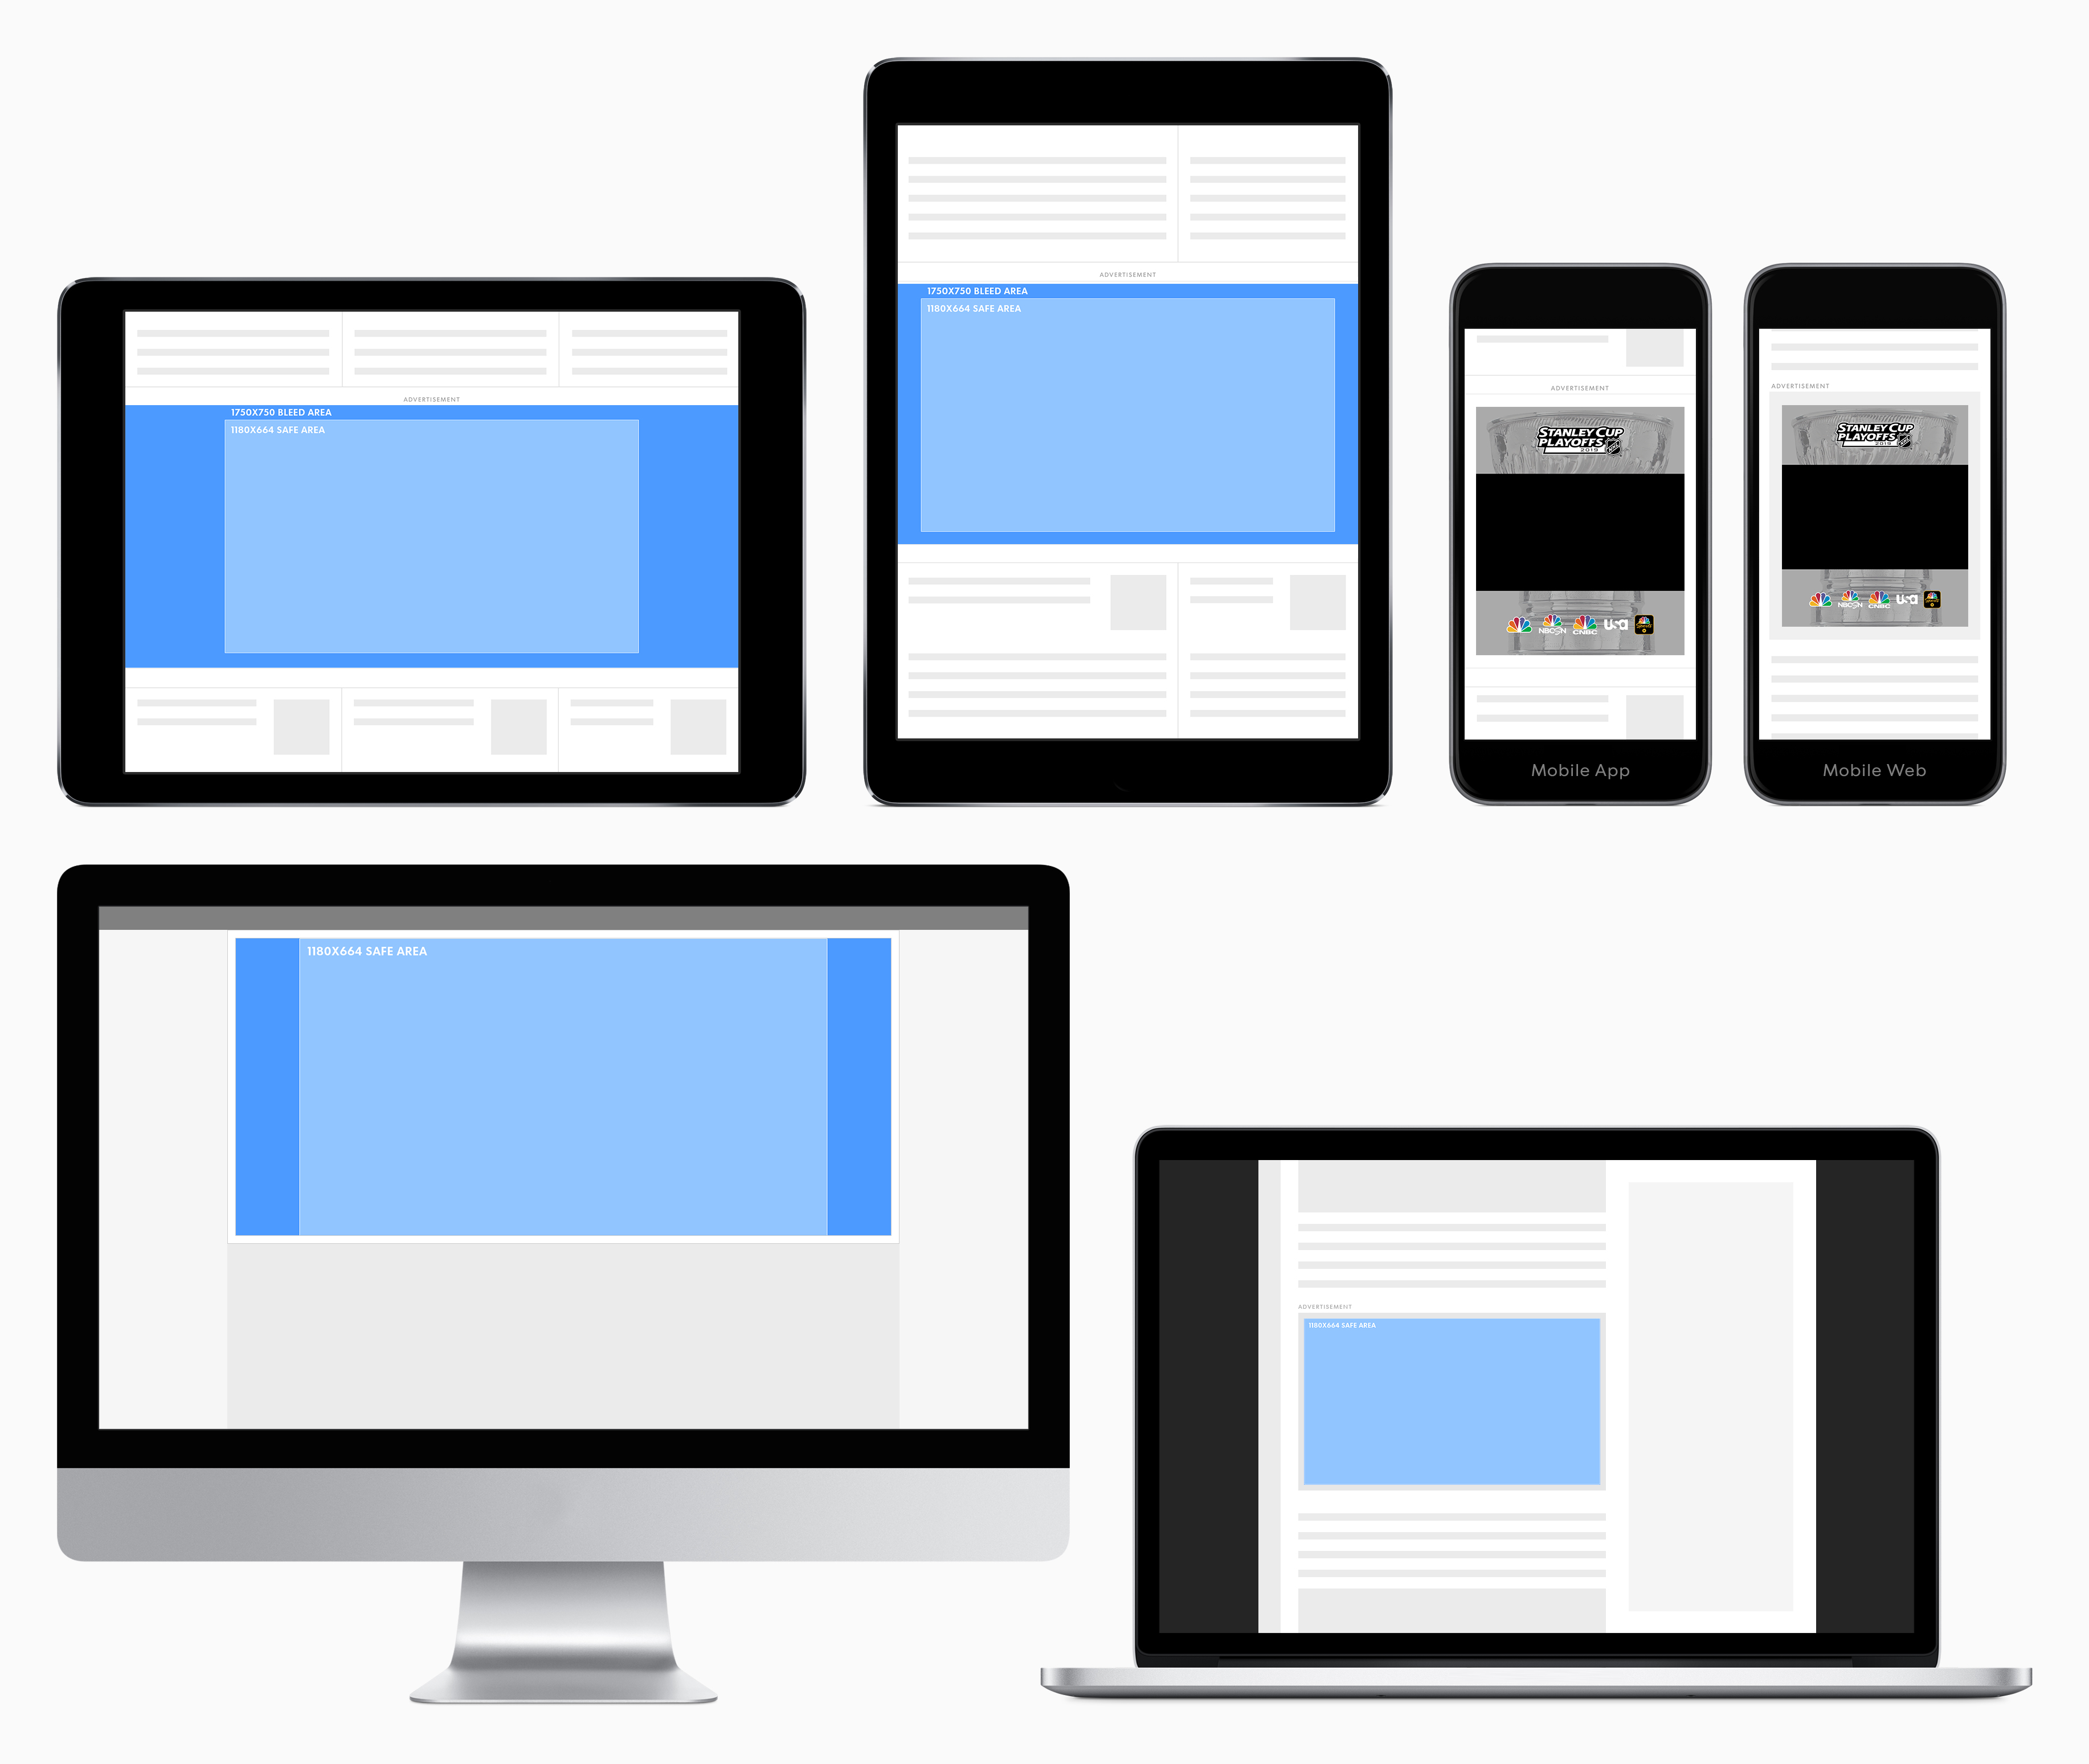 ADVERTISEMENT
1750X750 BLEED AREA
1180X664 SAFE AREA
ADVERTISEMENT
1750X750 BLEED AREA
1180X664 SAFE AREA
ADVERTISEMENT
STANLEY CUP
PLAYOFFS
2019
NBCSN
CNBC
usa
Mobile App
ADVERTISEMENT
STANLEY CUP
PLAYOFFS
2019
NBCSN
CNBC
usa
Mobile Web
1180X664 SAFE AREA
ADVERTISEMENT
1180X664 SAFE AREA